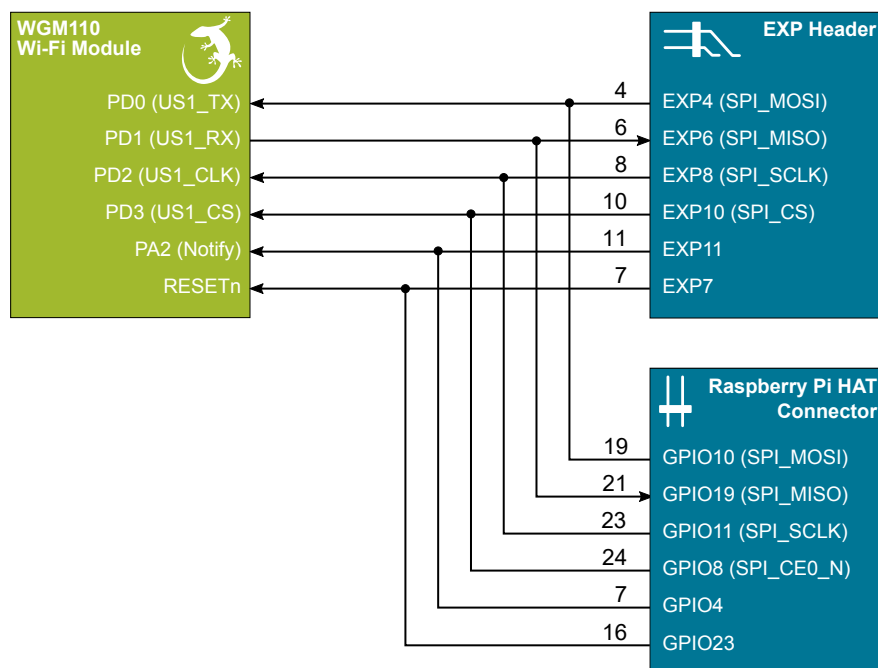 WGM110
Wi-Fi Module
PD0 (US1_TX)
PD1 (US1_RX)
PD2 (US1_CLK)
PD3 (US1_CS)
PA2 (Notify)
RESETn
4
6
8
10
11
7
EXP Header
EXP4 (SPI_MOSI)
EXP6 (SPI_MISO)
EXP8 (SPI_SCLK)
EXP10 (SPI_CS)
EXP11
EXP7
Raspberry Pi HAT
Connector
19
21
23
24
7
16
GPIO10 (SPI_MOSI)
GPIO19 (SPI_MISO)
GPIO11 (SPI_SCLK)
GPIO8 (SPI_CE0_N)
GPIO4
GPIO23